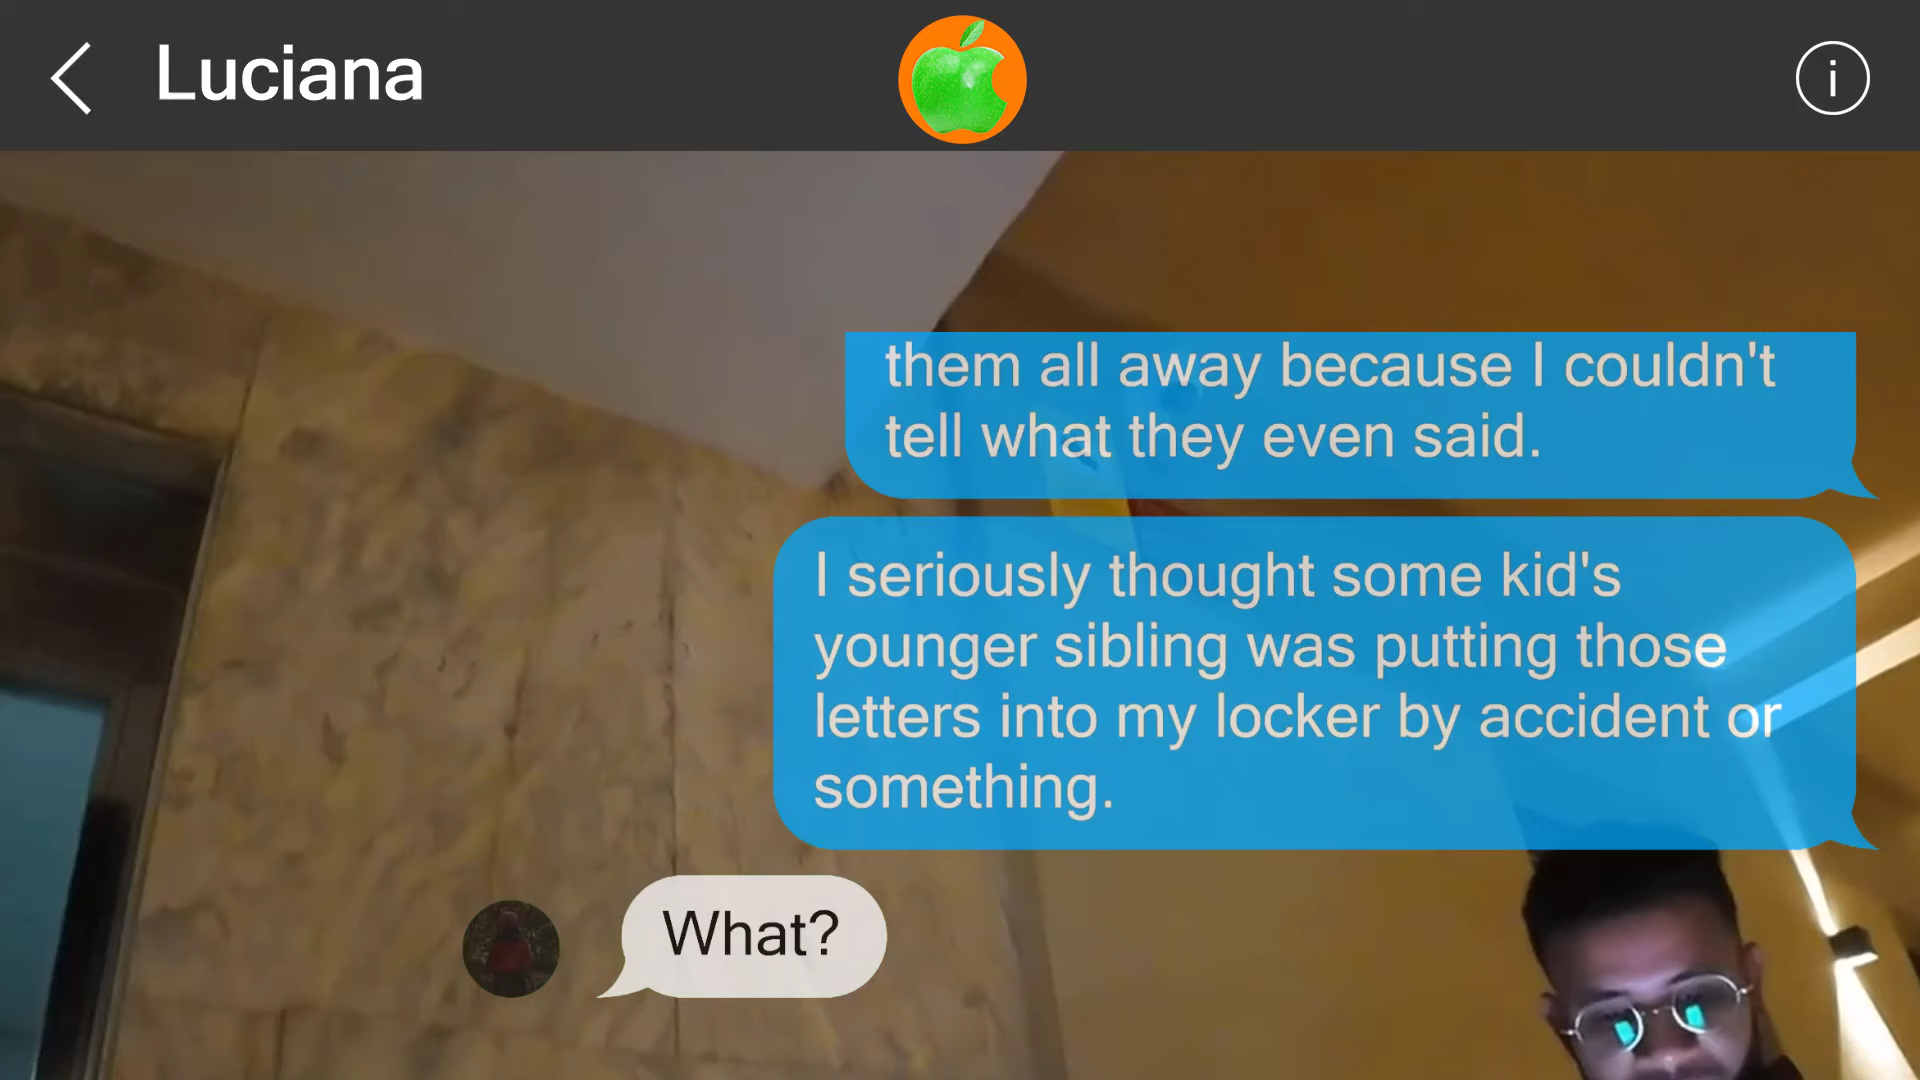 Luciana
them all away because I couldn't
tell what they even said.
I seriously thought some kid's
younger sibling was putting those
letters into my locker by accident or
something.
What?